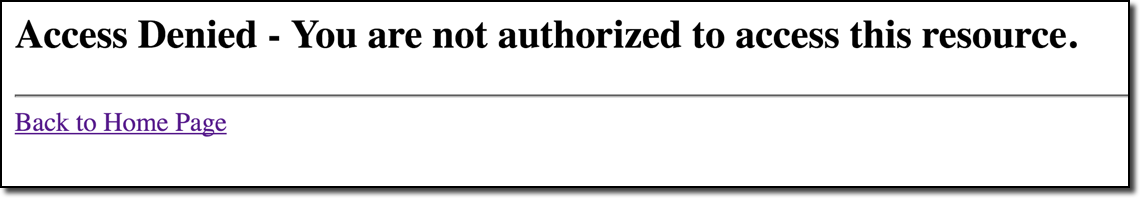 Access Denied - You are not authorized to access this resource.
Back to Home Page